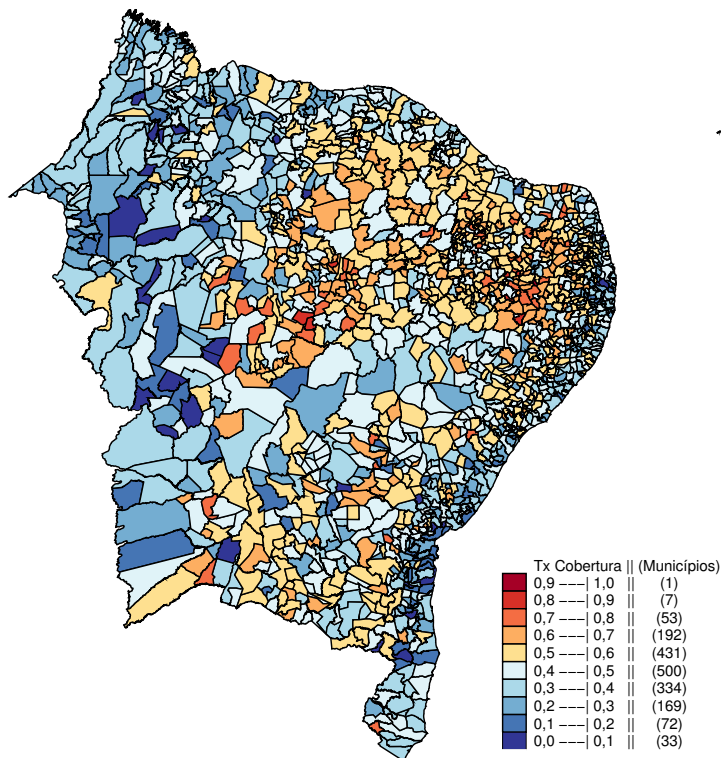 Tx Cobertura || (Municípios)
0,9 −−−| 1,0 || (1)
0,8 −−−| 0,9 || (7)
0,7 −−−| 0,8 || (53)
0,6 −−−| 0,7 || (192)
0,5 −−−| 0,6 || (431)
0,4 −−−| 0,5 || (500)
0,3 −−−| 0,4 || (334)
0,2 −−−| 0,3 || (169)
0,1 −−−| 0,2 || (72)
0,0 −−−| 0,1 || (33)